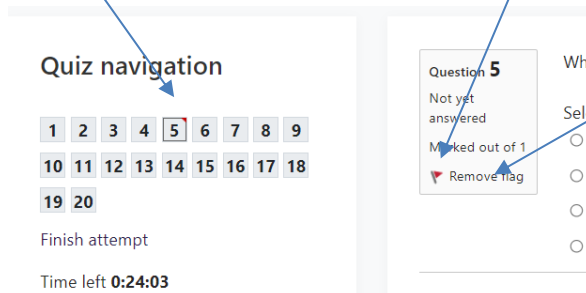 Quiz navigation
1 2 3 4 5 6 7 8 9
10 11 12 13 14 15 16 17 18
19 20
Finish attempt
Time left 0:24:03
Question 5
Not yet
answered
Marked out of 1
Remove flag
Wh
Sel